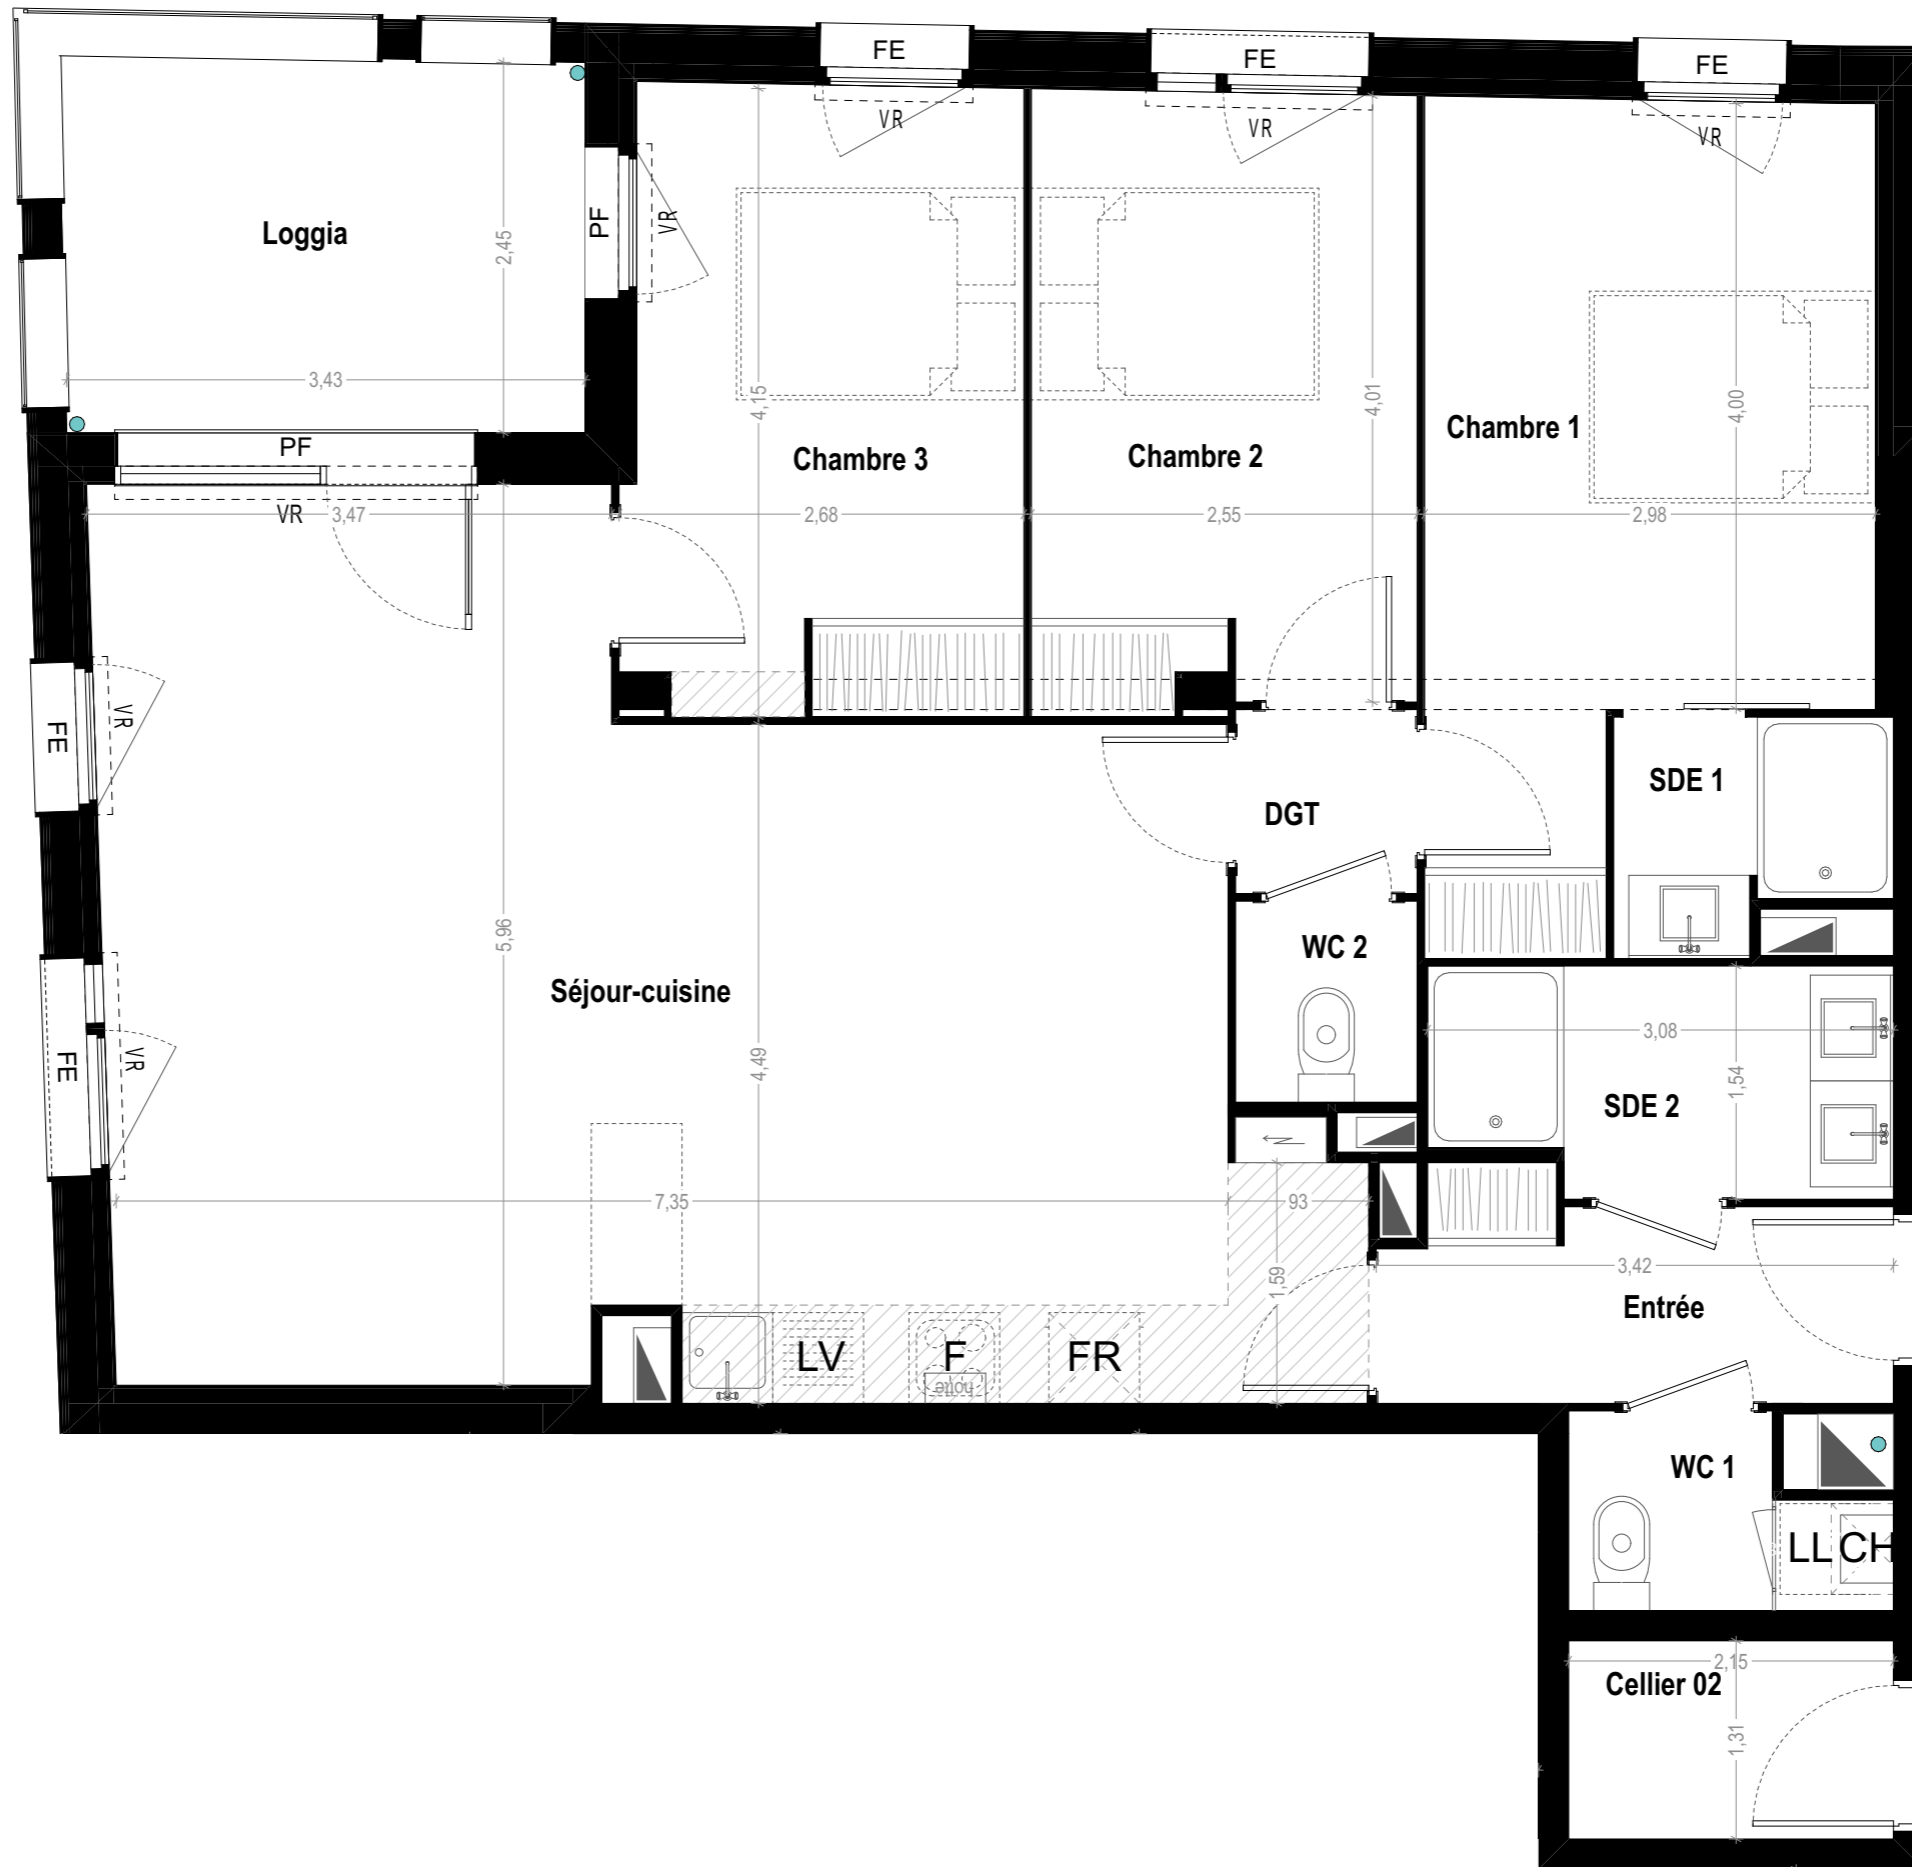 FE
FE
FE
VR
VR
VR
PF
VR
Loggia
2,45
3,43
4,15
4,01
4,00
Chambre 3
Chambre 2
Chambre 1
PF
VR
3,47
2,68
2,55
2,98
FE
VR
SDE 1
DGT
5,96
WC 2
Séjour-cuisine
3,08
4,49
1,54
FE
VR
SDE 2
7,35
93
1,59
3,42
Entrée
LV
F
FR
hotte
WC 1
LL
CH
2,15
Cellier 02
1,31